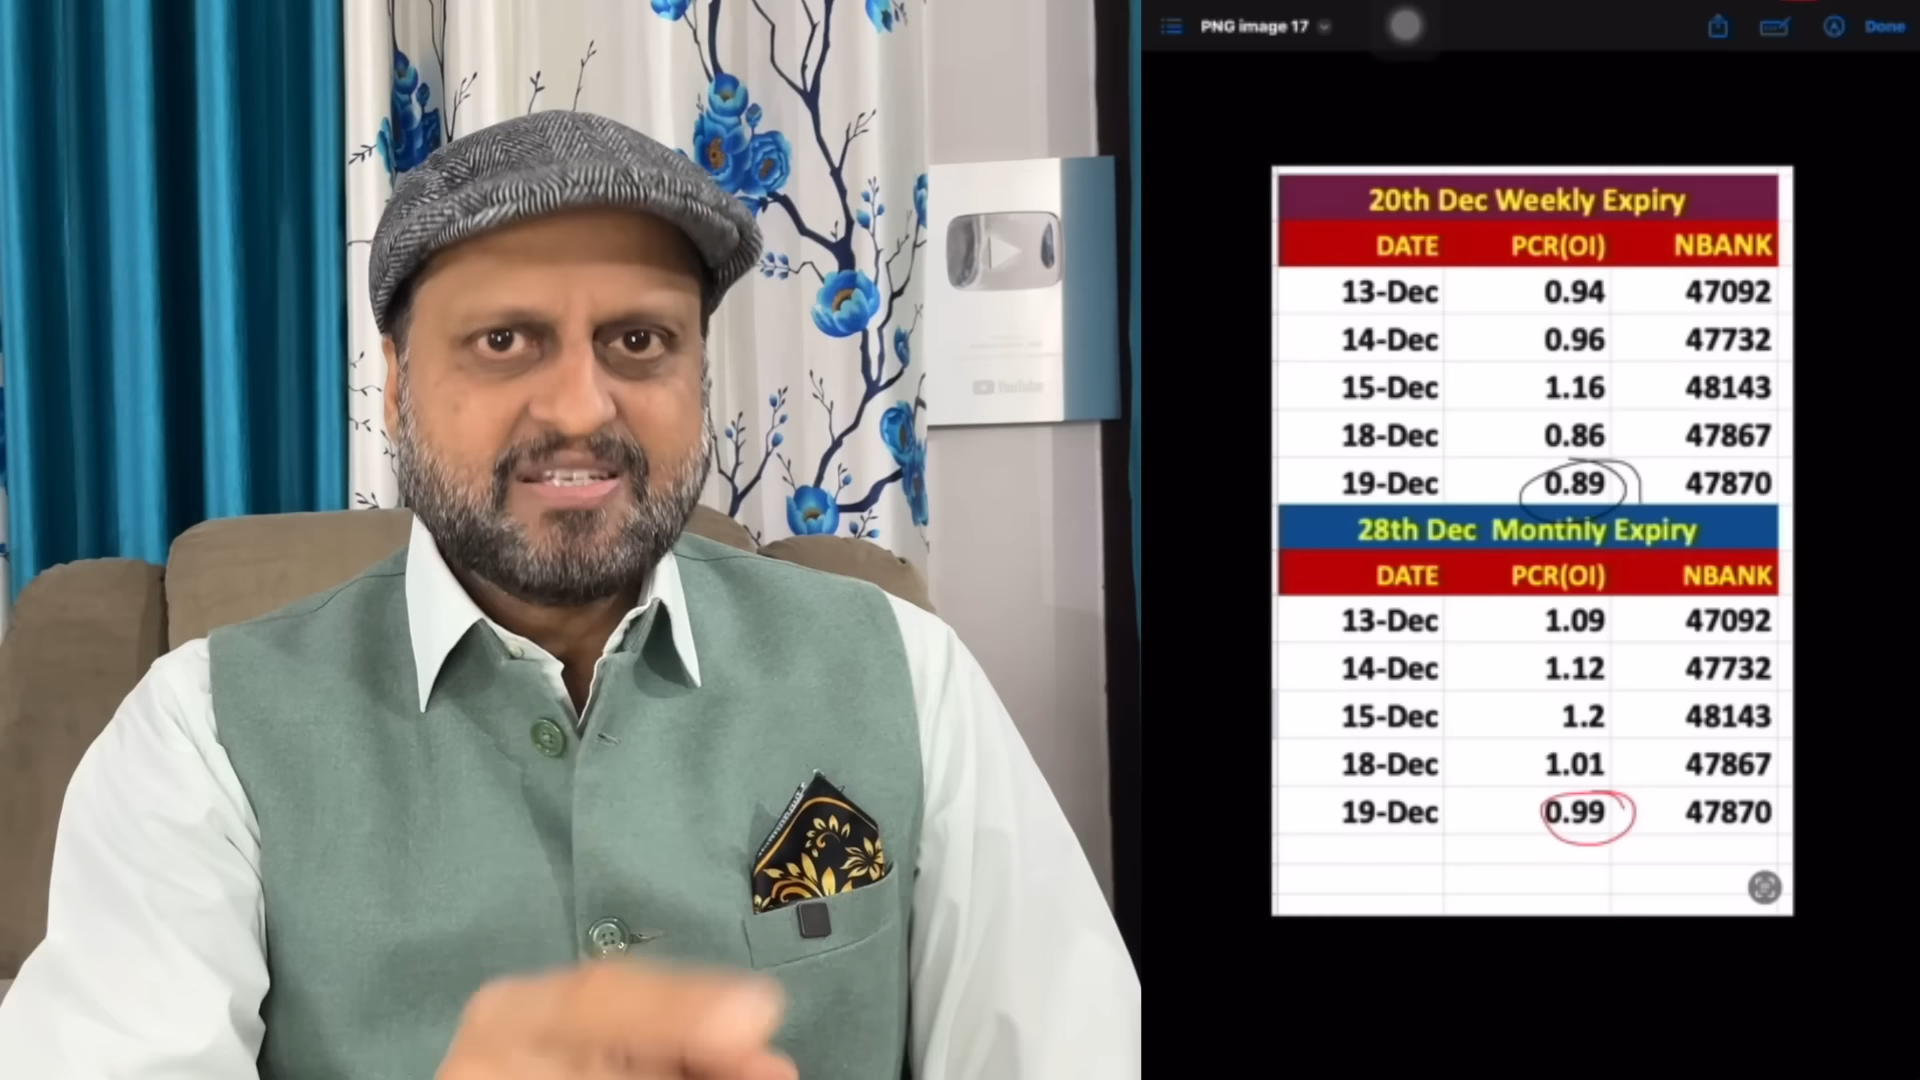 PNG image 17
Done
YouTube
20th Dec Weekly Expiry
DATE PCR(OI) NBANK
13-Dec 0.94 47092
14-Dec 0.96 47732
15-Dec 1.16 48143
18-Dec 0.86 47867
19-Dec 0.89 47870
28th Dec Monthly Expiry
DATE PCR(OI) NBANK
13-Dec 1.09 47092
14-Dec 1.12 47732
15-Dec 1.2 48143
18-Dec 1.01 47867
19-Dec 0.99 47870